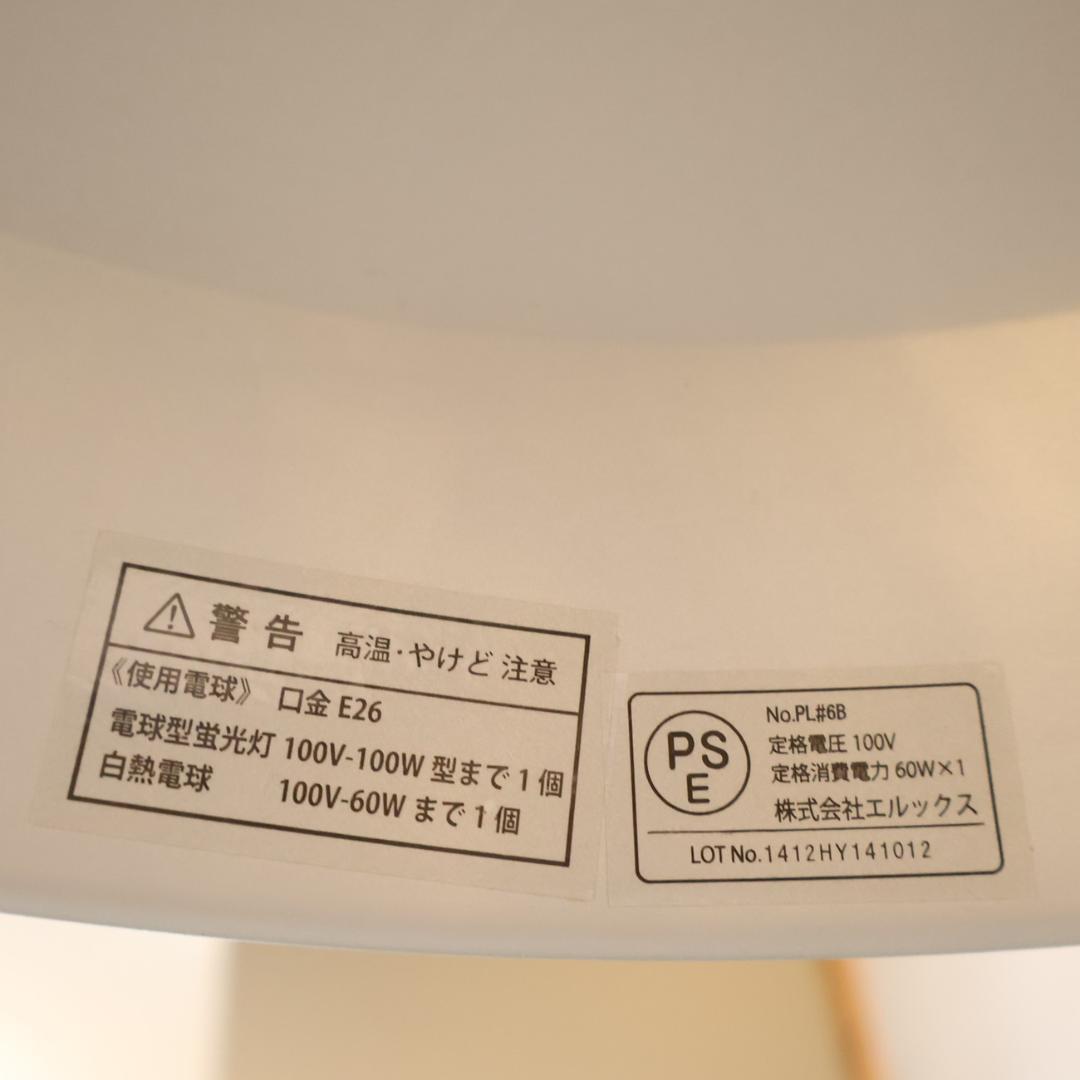 警告 高温・やけど 注意
《使用電球》 口金 E26
電球型蛍光灯 100V-100W 型まで1個
白熱電球 100V-60W まで1個
PS
E
No.PL#6B
定格電圧 100V
定格消費電力 60W×1
株式会社エルックス
LOT No.1412HY141012